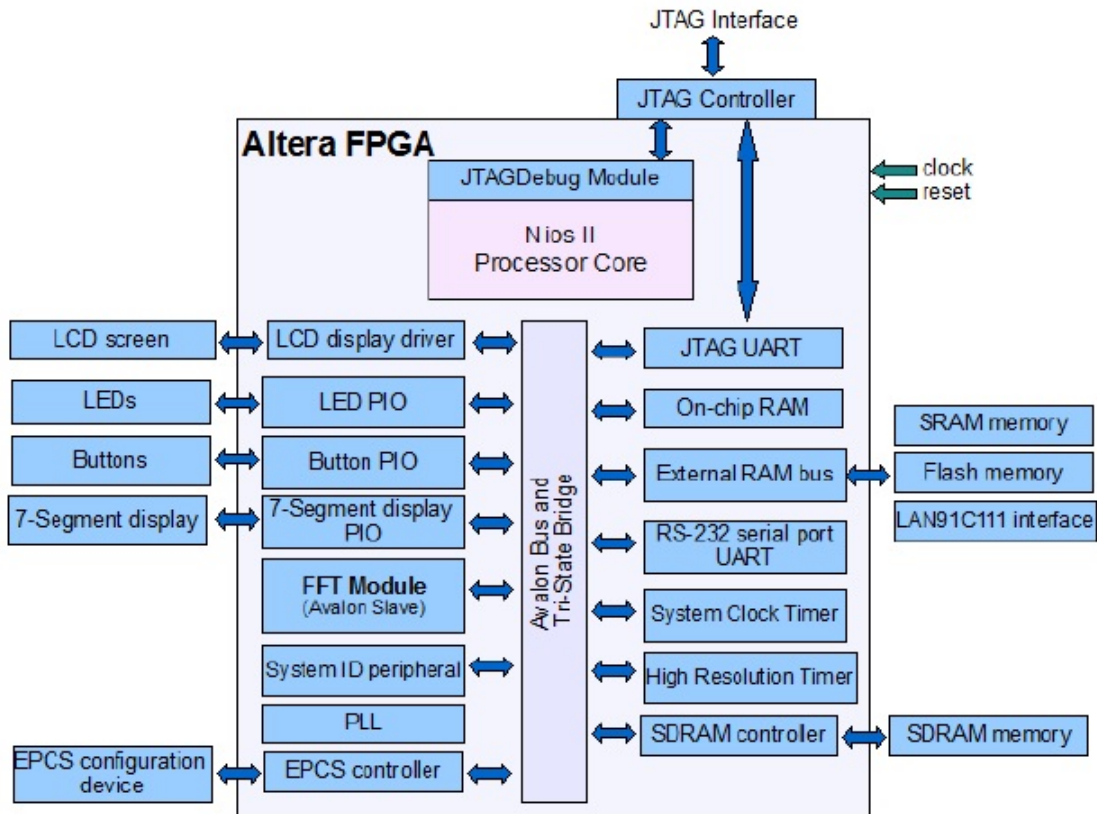 JTAG Interface
JTAG Controller
Altera FPGA
clock
reset
JTAGDebug Module
Nios II
Processor Core
LCD screen
LCD display driver
JTAG UART
LEDs
LED PIO
On-chip RAM
SRAM memory
Buttons
Button PIO
External RAM bus
Flash memory
7-Segment display
7-Segment display
PIO
Avalon Bus and
Tri-State Bridge
RS-232 serial port
UART
LAN91C111 interface
FFT Module
(Avalon Slave)
System Clock Timer
System ID peripheral
High Resolution Timer
PLL
SDRAM controller
SDRAM memory
EPCS configuration
device
EPCS controller